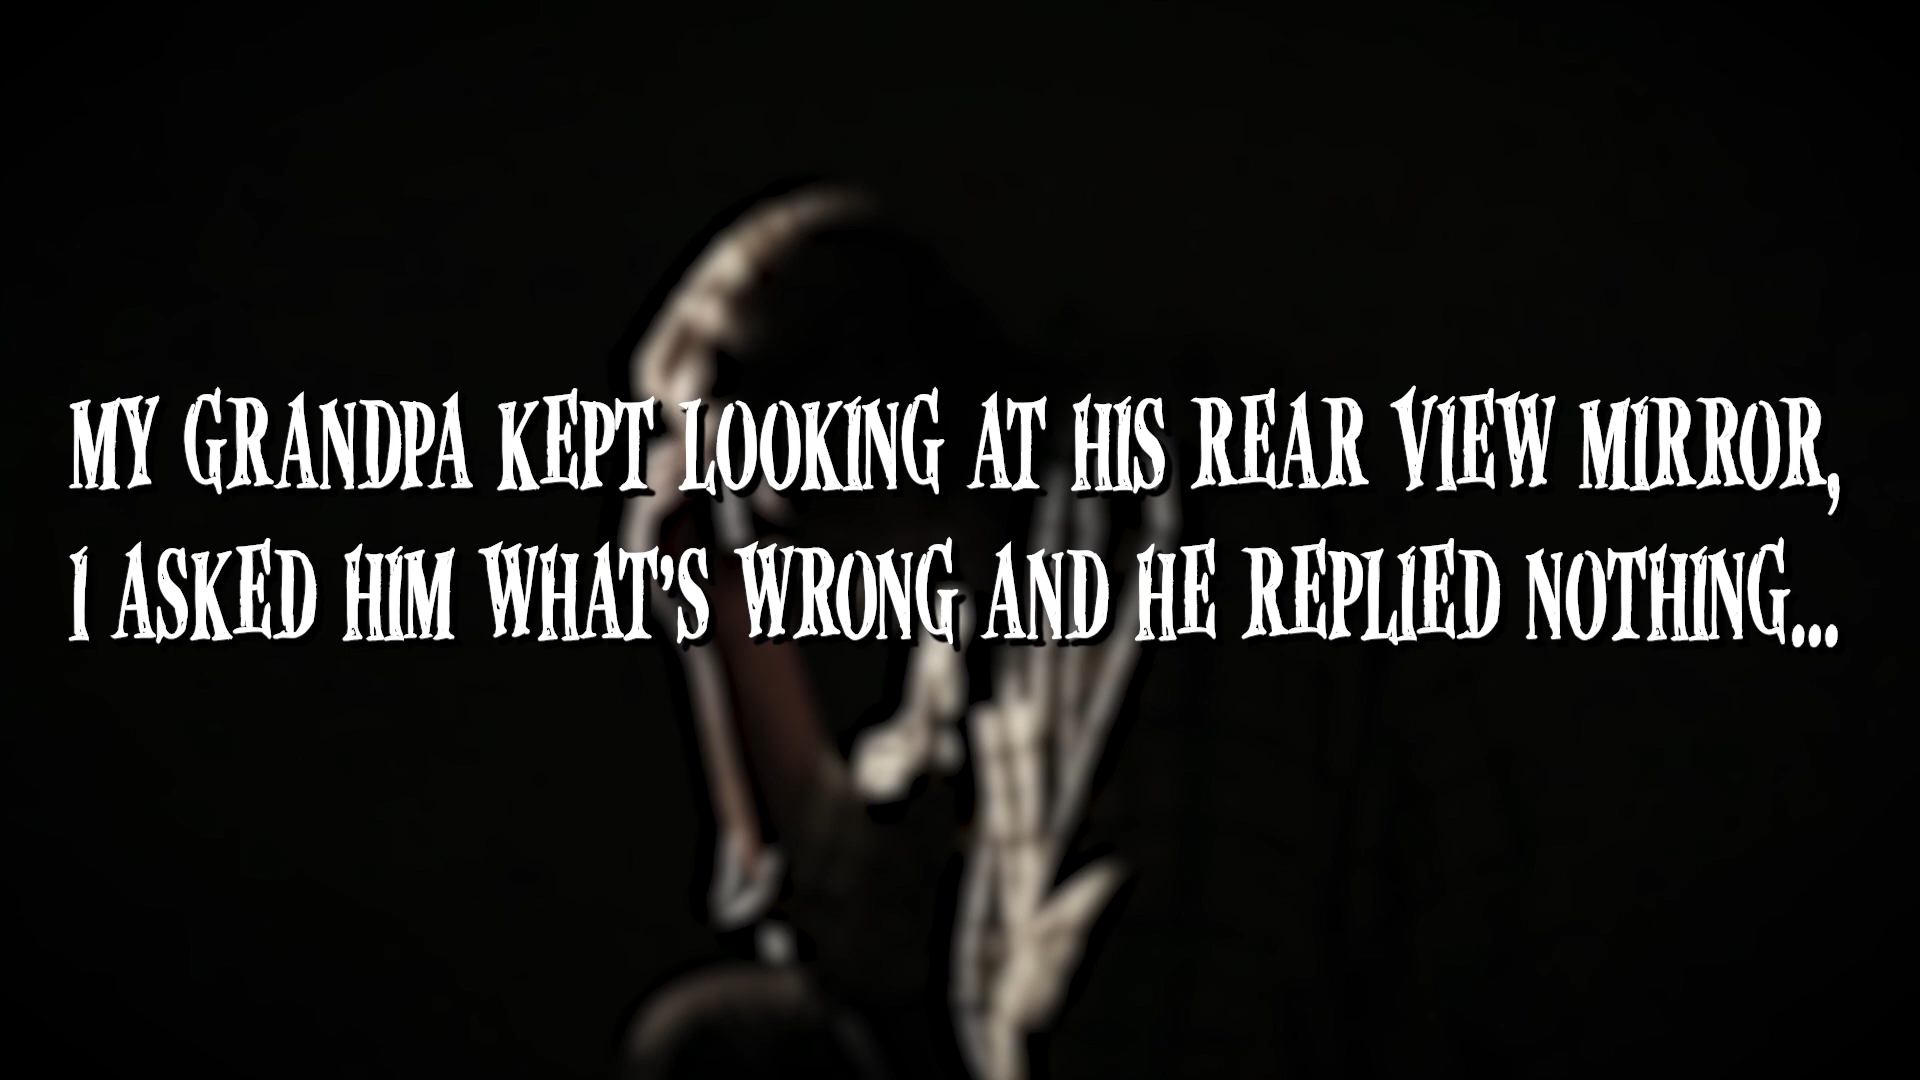 MY GRANDPA KEPT LOOKING AT HIS REAR VIEW MIRROR,
I ASKED HIM WHAT'S WRONG AND HE REPLIED NOTHING...